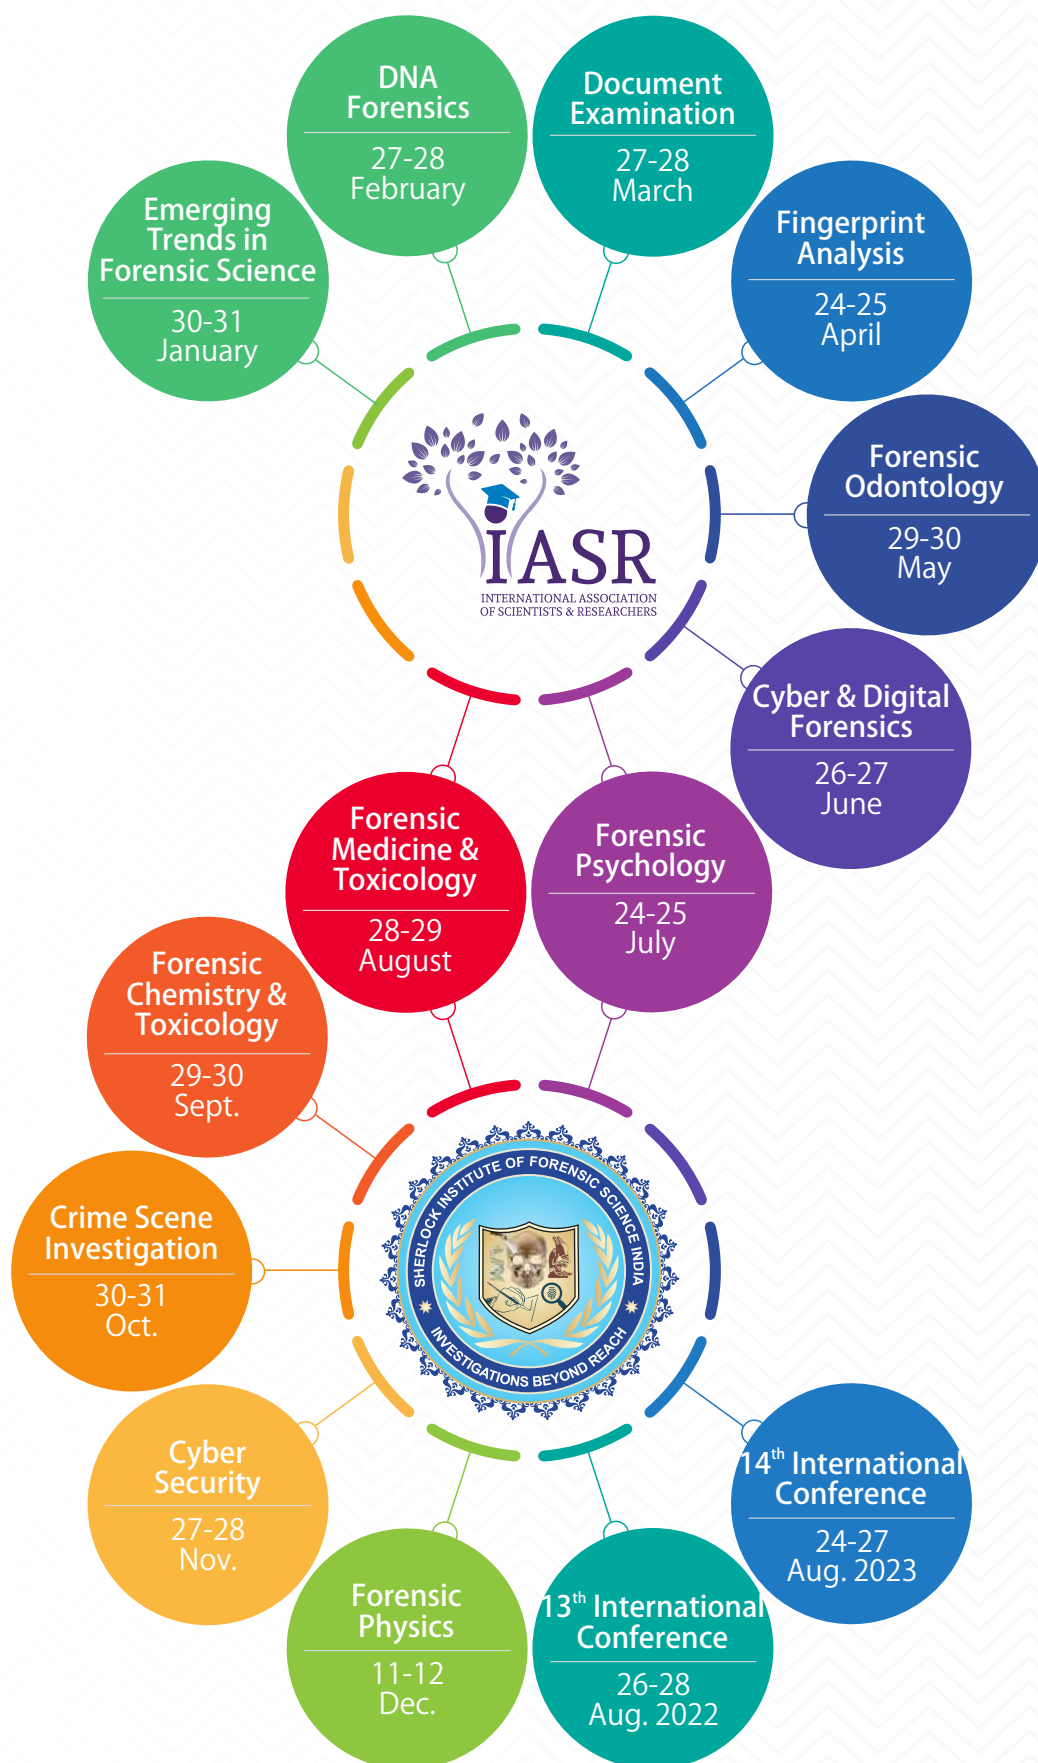 DNA
Forensics
27-28
February
Document
Examination
27-28
March
Emerging
Trends in
Forensic Science
30-31
January
Fingerprint
Analysis
24-25
April
Forensic
Odontology
29-30
May
IASR
INTERNATIONAL ASSOCIATION
OF SCIENTISTS & RESEARCHERS
Cyber & Digital
Forensics
26-27
June
Forensic
Medicine &
Toxicology
28-29
August
Forensic
Psychology
24-25
July
Forensic
Chemistry &
Toxicology
29-30
Sept.
SHERLOCK INSTITUTE OF FORENSIC SCIENCE INDIA
INVESTIGATIONS BEYOND REACH
Crime Scene
Investigation
30-31
Oct.
Cyber
Security
27-28
Nov.
14th International
Conference
24-27
Aug. 2023
Forensic
Physics
11-12
Dec.
13th International
Conference
26-28
Aug. 2022